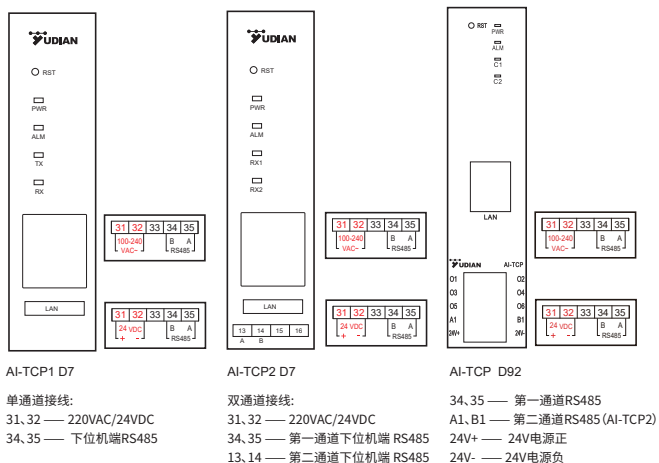 YUDIAN
RST
PWR
ALM
TX
RX
LAN
31 32 33 34 35
100-240 B A
VAC~ RS485
31 32 33 34 35
24 VDC B A
+ - RS485
AI-TCP1 D7
单通道接线:
31、32 —— 220VAC/24VDC
34、35 —— 下位机端RS485
YUDIAN
RST
PWR
ALM
RX1
RX2
LAN
13 14 15 16
A B
31 32 33 34 35
100-240 B A
VAC~ RS485
31 32 33 34 35
24 VDC B A
+ - RS485
AI-TCP2 D7
双通道接线:
31、32 —— 220VAC/24VDC
34、35 —— 第一通道下位机端 RS485
13、14 —— 第二通道下位机端 RS485
RST
PWR
ALM
C1
C2
LAN
YUDIAN AI-TCP
O1 O2
O3 O4
O5 O6
A1 B1
24V+ 24V-
31 32 33 34 35
100-240 B A
VAC~ RS485
31 32 33 34 35
24 VDC B A
+ - RS485
AI-TCP D92
34、35 —— 第一通道RS485
A1、B1 —— 第二通道RS485(AI-TCP2)
24V+ —— 24V电源正
24V- —— 24V电源负